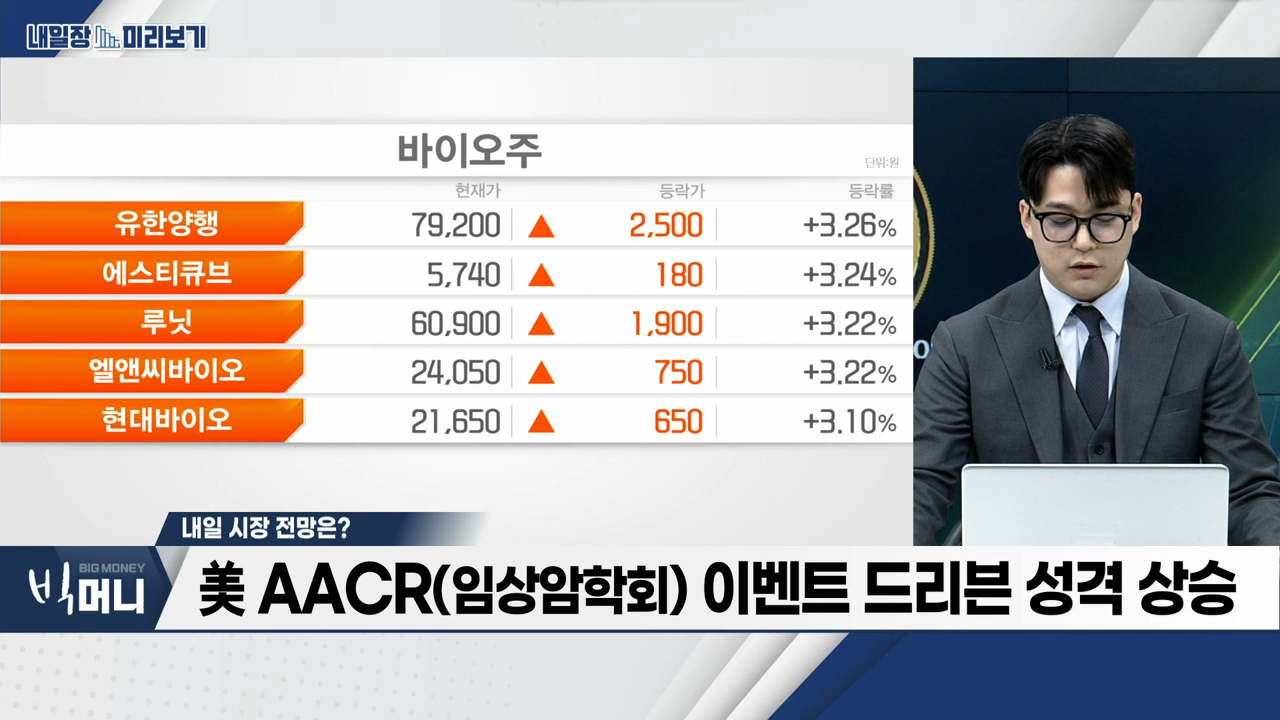 내일장 미리보기
바이오주
단위:원
현재가 등락가 등락률
유한양행 79,200 ▲ 2,500 +3.26%
에스티큐브 5,740 ▲ 180 +3.24%
루닛 60,900 ▲ 1,900 +3.22%
엘앤씨바이오 24,050 ▲ 750 +3.22%
현대바이오 21,650 ▲ 650 +3.10%
내일 시장 전망은?
BIG MONEY
빅머니
美 AACR(임상암학회) 이벤트 드리븐 성격 상승